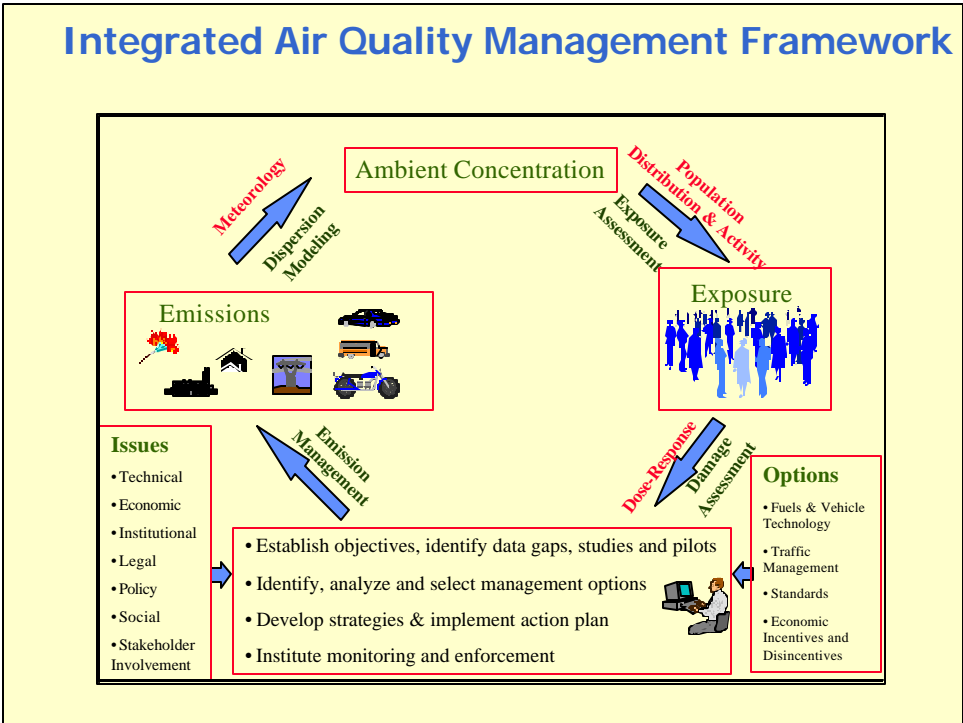 Integrated Air Quality Management Framework
Ambient Concentration
Meteorology
Dispersion
Modeling
Population
Distribution & Activity
Exposure
Assessment
Emissions
Exposure
Emission
Management
Dose-Response
Damage
Assessment
Issues
• Technical
• Economic
• Institutional
• Legal
• Policy
• Social
• Stakeholder
Involvement
• Establish objectives, identify data gaps, studies and pilots
• Identify, analyze and select management options
• Develop strategies & implement action plan
• Institute monitoring and enforcement
Options
• Fuels & Vehicle
Technology
• Traffic
Management
• Standards
• Economic
Incentives and
Disincentives